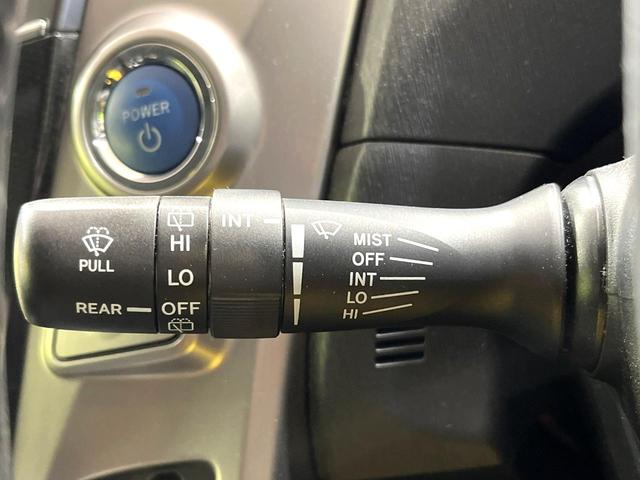 POWER
PULL
REAR
HI
LO
OFF
INT
MIST
OFF
INT
LO
HI